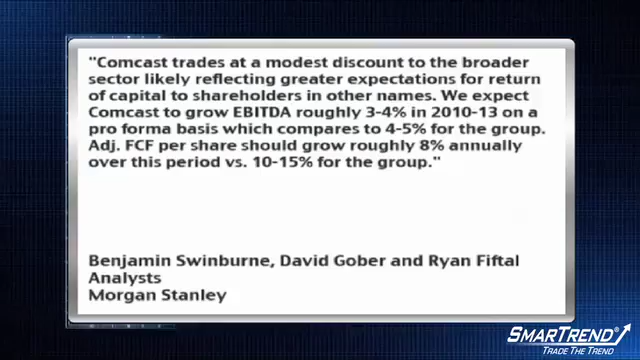 "Comcast trades at a modest discount to the broader
sector likely reflecting greater expectations for return
of capital to shareholders in other names. We expect
Comcast to grow EBITDA roughly 3-4% in 2010-13 on a
pro forma basis which compares to 4-5% for the group.
Adj. FCF per share should grow roughly 8% annually
over this period vs. 10-15% for the group."
Benjamin Swinburne, David Gober and Ryan Fiftal
Analysts
Morgan Stanley
SMARTREND®
TRADE THE TREND